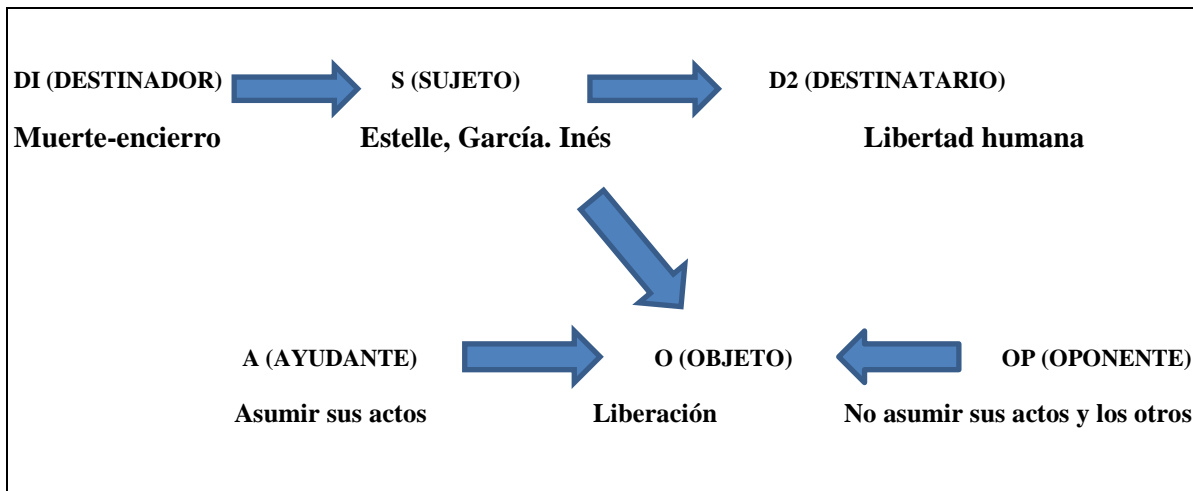 DI (DESTINADOR) S (SUJETO) D2 (DESTINATARIO)
Muerte-encierro Estelle, García. Inés Libertad humana
A (AYUDANTE) O (OBJETO) OP (OPONENTE)
Asumir sus actos Liberación No asumir sus actos y los otros